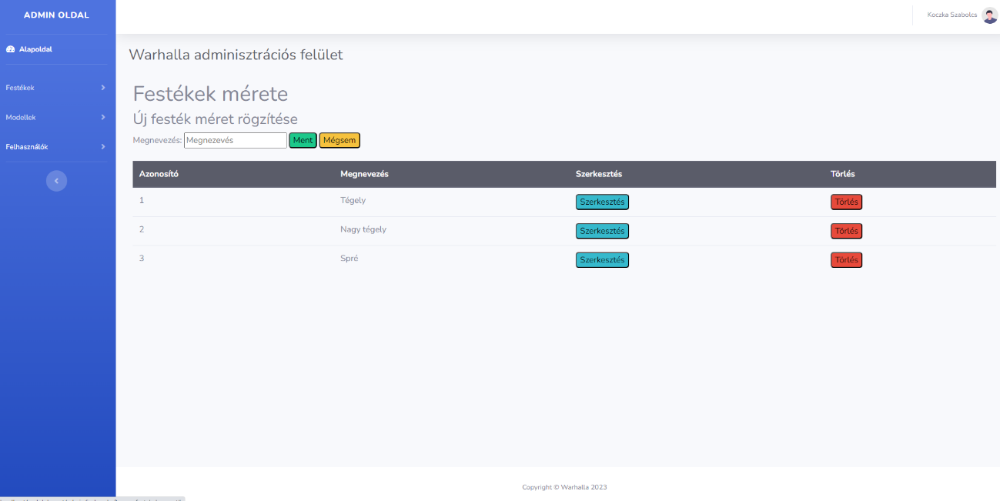 ADMIN OLDAL
Koczka Szabolcs
Alapoldal
Festékek
Modellek
Felhasználók
Warhalla adminisztrációs felület
Festékek mérete
Új festék méret rögzítése
Megnevezés: Megnezevés Ment Mégsem
Azonosító Megnevezés Szerkesztés Törlés
1 Tégely Szerkesztés Törlés
2 Nagy tégely Szerkesztés Törlés
3 Spré Szerkesztés Törlés
Copyright © Warhalla 2023